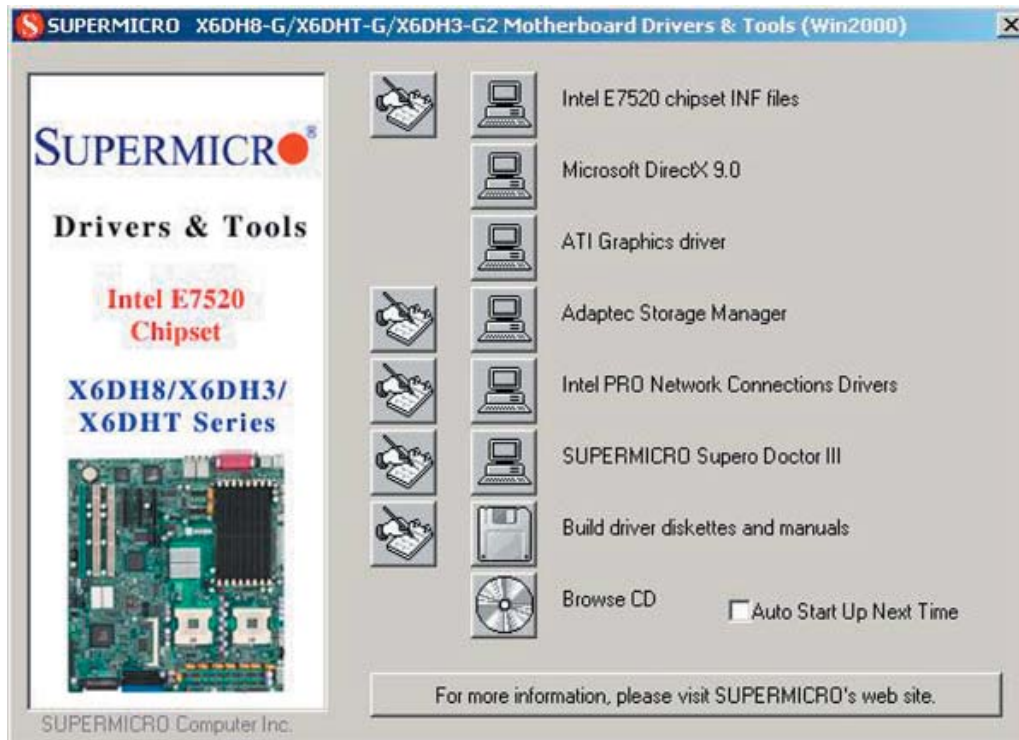 SUPERMICRO X6DH8-G/X6DHT-G/X6DH3-G2 Motherboard Drivers & Tools (Win2000)
SUPERMICRO®
Drivers & Tools
Intel E7520
Chipset
X6DH8/X6DH3/
X6DHT Series
SUPERMICRO Computer Inc.
Intel E7520 chipset INF files
Microsoft DirectX 9.0
ATI Graphics driver
Adaptec Storage Manager
Intel PRO Network Connections Drivers
SUPERMICRO Supero Doctor III
Build driver diskettes and manuals
Browse CD
Auto Start Up Next Time
For more information, please visit SUPERMICRO's web site.